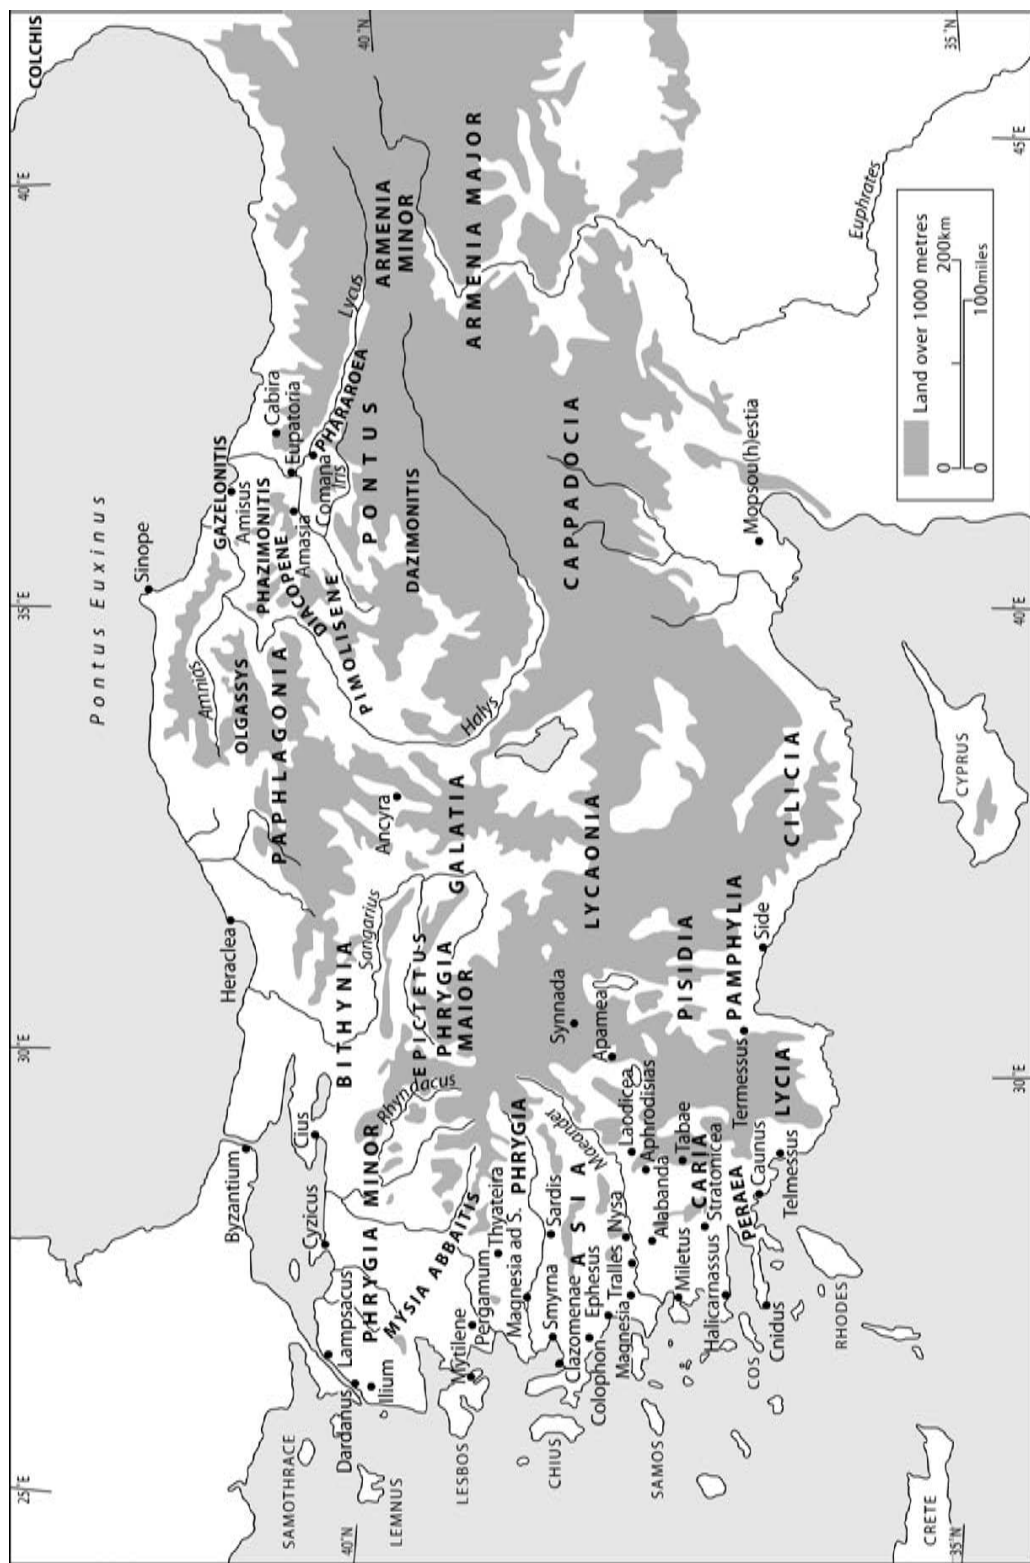 COLCHIS
40°E
35°E
30°E
25°E
Pontus Euxinus
Sinope
Heraclea
Byzantium
Cius
Cyzicus
Lampsacus
Dardanus
Ilium
SAMOTHRACE
LEMNUS
40°N
40°N
GAZELONITIS
Amisus
PHAZIMONITIS
DIACOPENE
Amasia
PIMOLISENE
Cabira
Eupatoria
Comana
Iris
PHARAROEA
Lycus
Amnias
OLGASSYS
PAPHLAGONIA
PONTUS
DAZIMONITIS
ARMENIA
MINOR
ARMENIA MAJOR
Halys
Ancyra
GALATIA
BITHYNIA
Sangarius
EPICTETUS
PHRYGIA
MAIOR
Rhyndacus
PHRYGIA MINOR
MYSIA ABBAITIS
Mytilene
Pergamum
Thyateira
Magnesia ad S.
PHRYGIA
LESBOS
Smyrna
Sardis
Clazomenae
ASIA
Maeander
Colophon
Ephesus
Magnesia
Tralles
Nysa
CHIUS
SAMOS
CAPPADOCIA
LYCAONIA
Synnada
Apamea
Laodicea
Aphrodisias
Alabanda
Tabae
CARIA
Miletus
Stratonicea
Halicarnassus
PERAEA
Caunus
COS
Cnidus
RHODES
Telmessus
LYCIA
Termessus
PISIDIA
PAMPHYLIA
Side
CILICIA
Mopsou(h)estia
CYPRUS
CRETE
Euphrates
35°N
35°N
30°E
40°E
45°E
Land over 1000 metres
0
200km
0
100miles